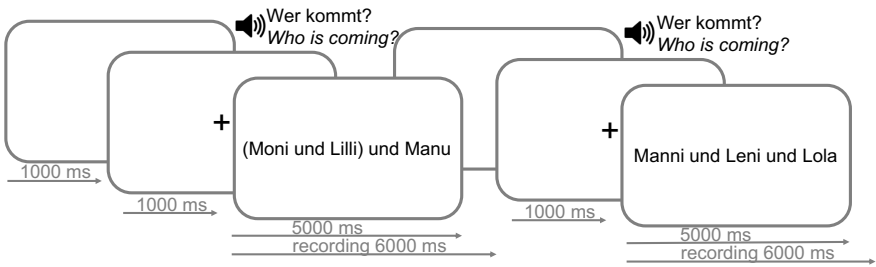 Wer kommt?
Who is coming?
+
(Moni und Lilli) und Manu
1000 ms
1000 ms
5000 ms
recording 6000 ms
Wer kommt?
Who is coming?
+
Manni und Leni und Lola
1000 ms
5000 ms
recording 6000 ms